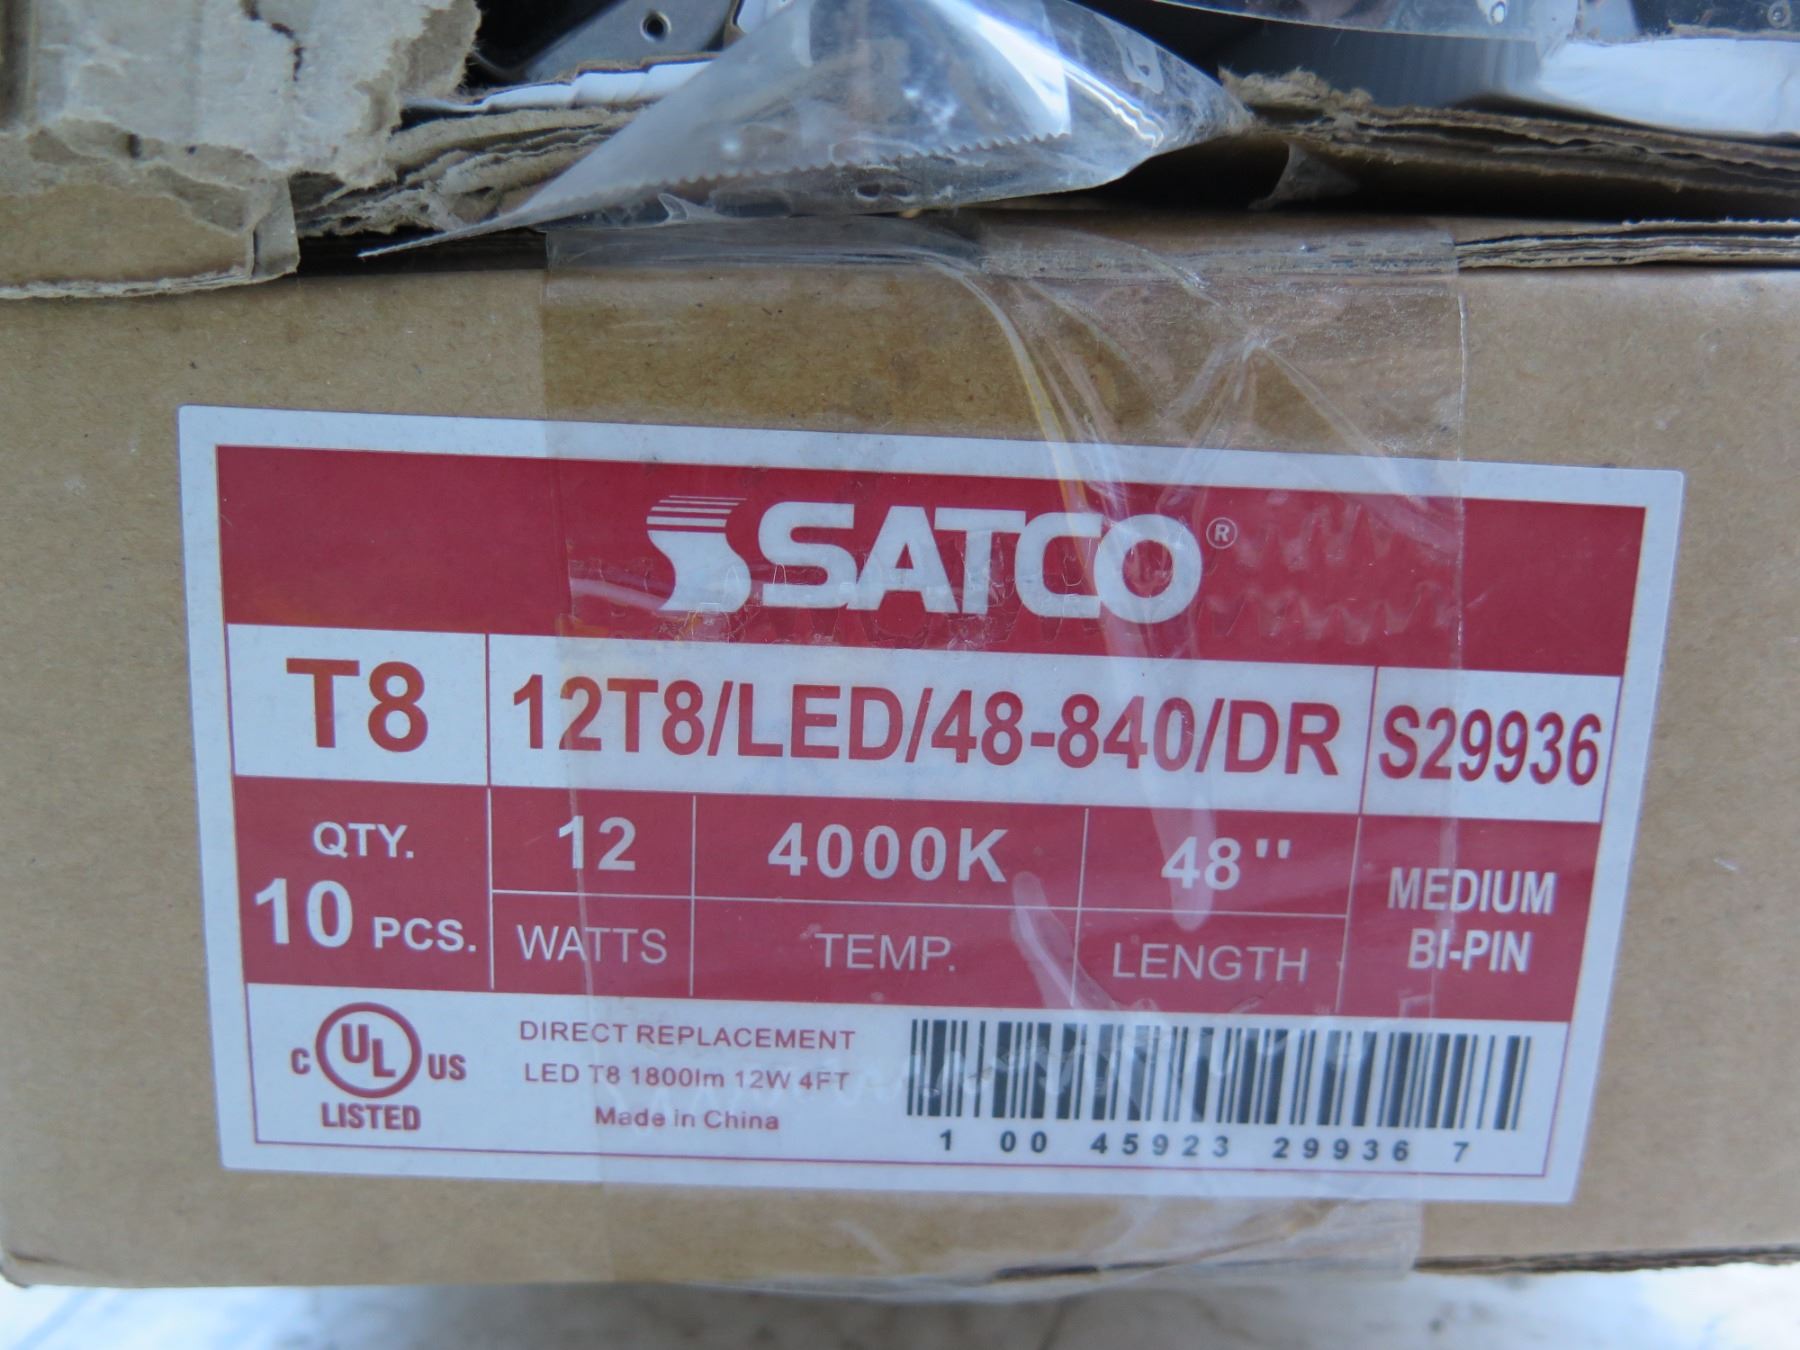 SATCO®
T8 12T8/LED/48-840/DR S29936
QTY. 12 4000K 48" MEDIUM
10 PCS. WATTS TEMP. LENGTH BI-PIN
C UL US
LISTED
DIRECT REPLACEMENT
LED T8 1800lm 12W 4FT
Made in China
1 00 45923 29936 7